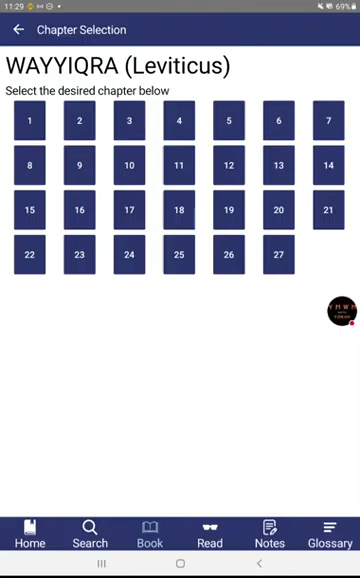 11:29 69%
Chapter Selection
WAYYIQRA (Leviticus)
Select the desired chapter below
1 2 3 4 5 6 7
8 9 10 11 12 13 14
15 16 17 18 19 20 21
22 23 24 25 26 27
Y M W M
Home Search Book Read Notes Glossary